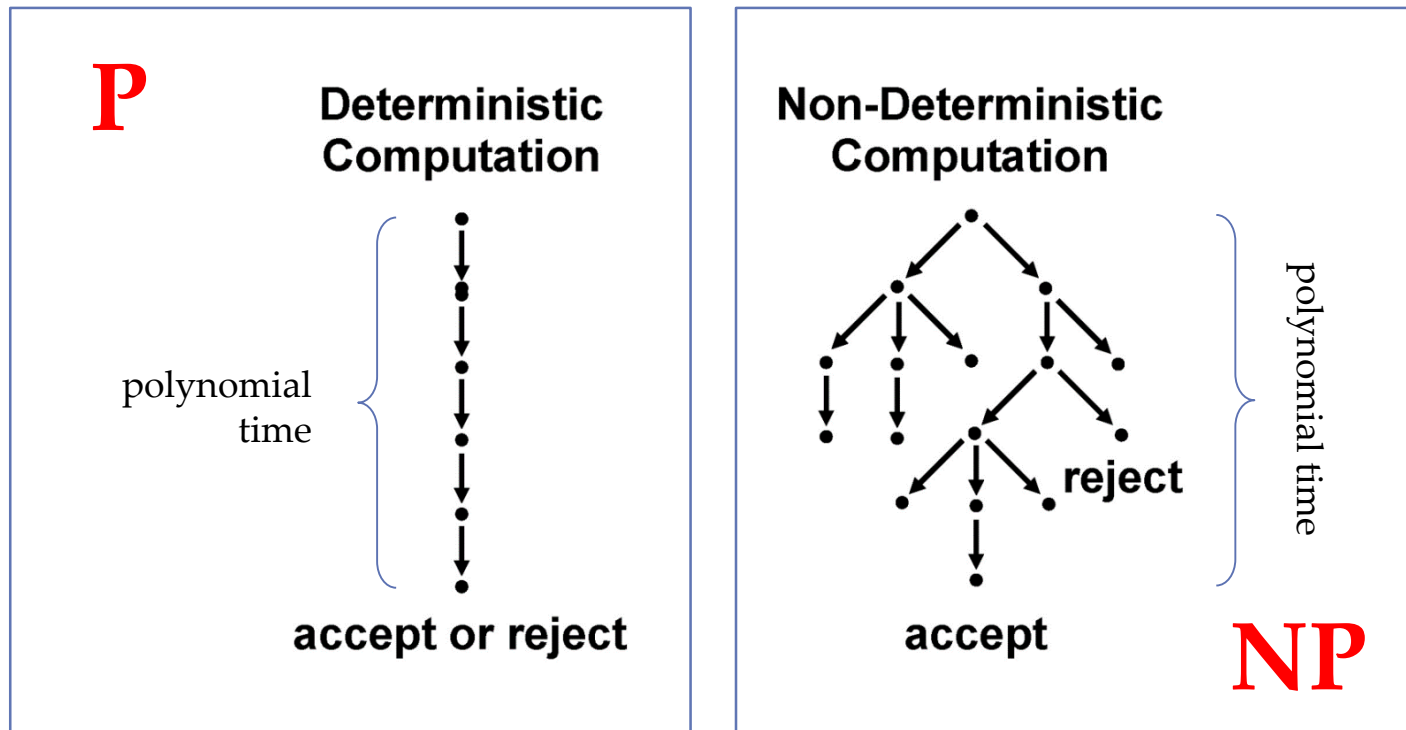 P
Deterministic
Computation
polynomial
time
accept or reject
Non-Deterministic
Computation
reject
polynomial time
accept
NP